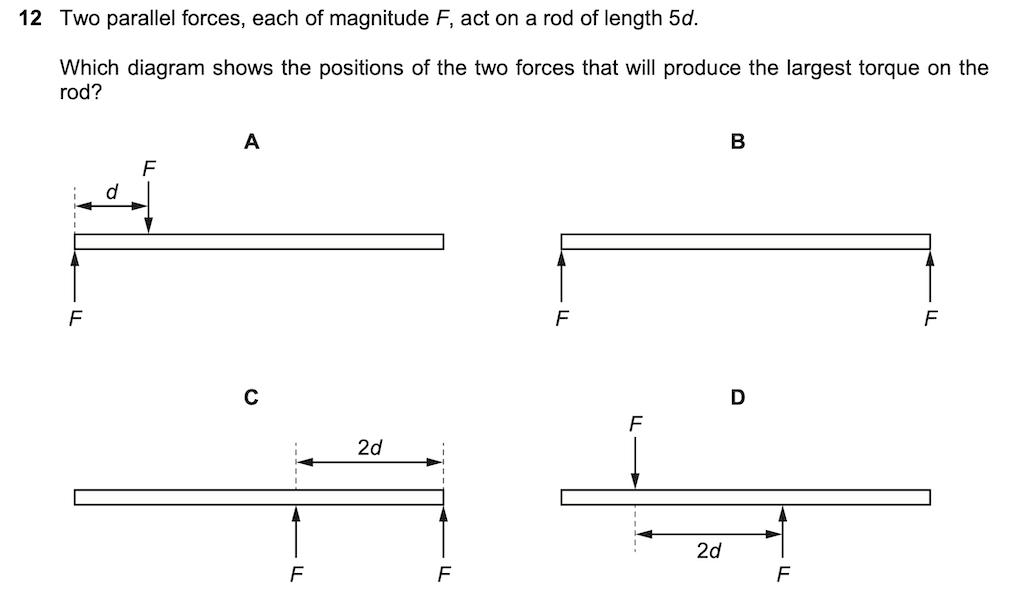 12 Two parallel forces, each of magnitude F, act on a rod of length 5d.
Which diagram shows the positions of the two forces that will produce the largest torque on the
rod?
A
B
F
d
F
F
F
C
D
F
2d
2d
F
F
F